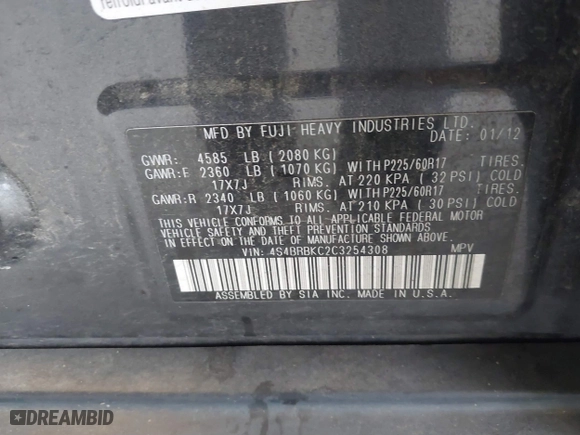 MFD BY FUJI HEAVY INDUSTRIES LTD.
DATE: 01/12
GVWR: 4585 LB ( 2080 KG)
GAWR:F 2360 LB ( 1070 KG) WITH P225/60R17 TIRES.
17X7J RIMS. AT 220 KPA ( 32 PSI) COLD
GAWR:R 2340 LB ( 1060 KG) WITH P225/60R17 TIRES.
17X7J RIMS. AT 210 KPA ( 30 PSI) COLD
THIS VEHICLE CONFORMS TO ALL APPLICABLE FEDERAL MOTOR
VEHICLE SAFETY AND THEFT PREVENTION STANDARDS IN
EFFECT ON THE DATE OF MANUFACTURE SHOWN ABOVE.
VIN: 4S4BRBKC2C3254308 MPV
ASSEMBLED BY SIA INC. MADE IN U.S.A.
DREAMBID